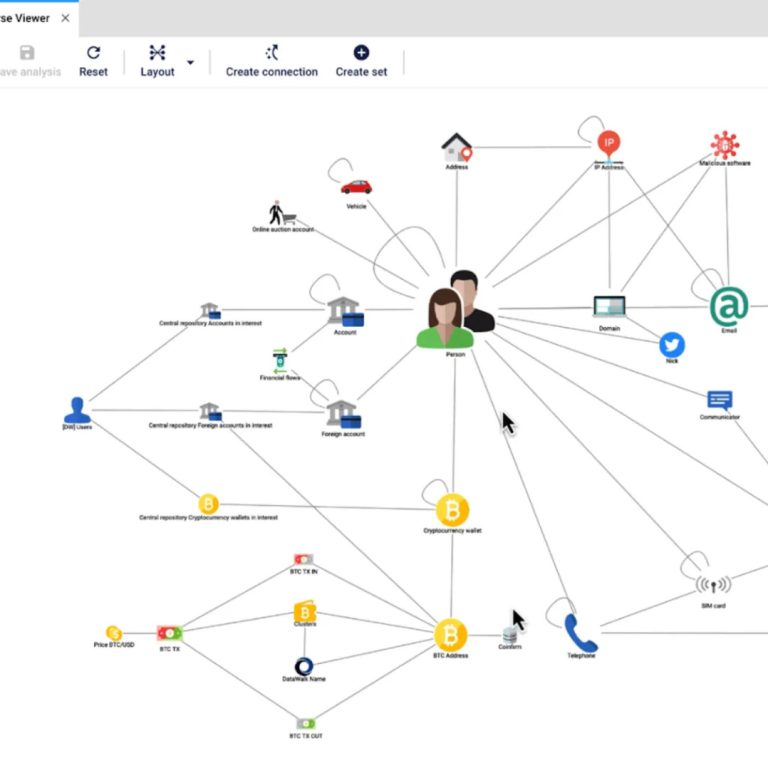 rse Viewer
ave analysis
Reset
Layout
Create connection
Create set
Address
IP
IP Address
Malicious software
Vehicle
Online auction account
Central repository Accounts in interest
Account
Person
Domain
Email
Nick
Financial flows
[DW] Users
Central repository Foreign accounts in interest
Foreign account
Communicator
Central repository Cryptocurrency wallets in interest
Cryptocurrency wallet
BTC TX IN
SIM card
Clusters
Price BTC/USD
BTC TX
BTC Address
Coinfirm
Telephone
DataWalk Name
BTC TX OUT